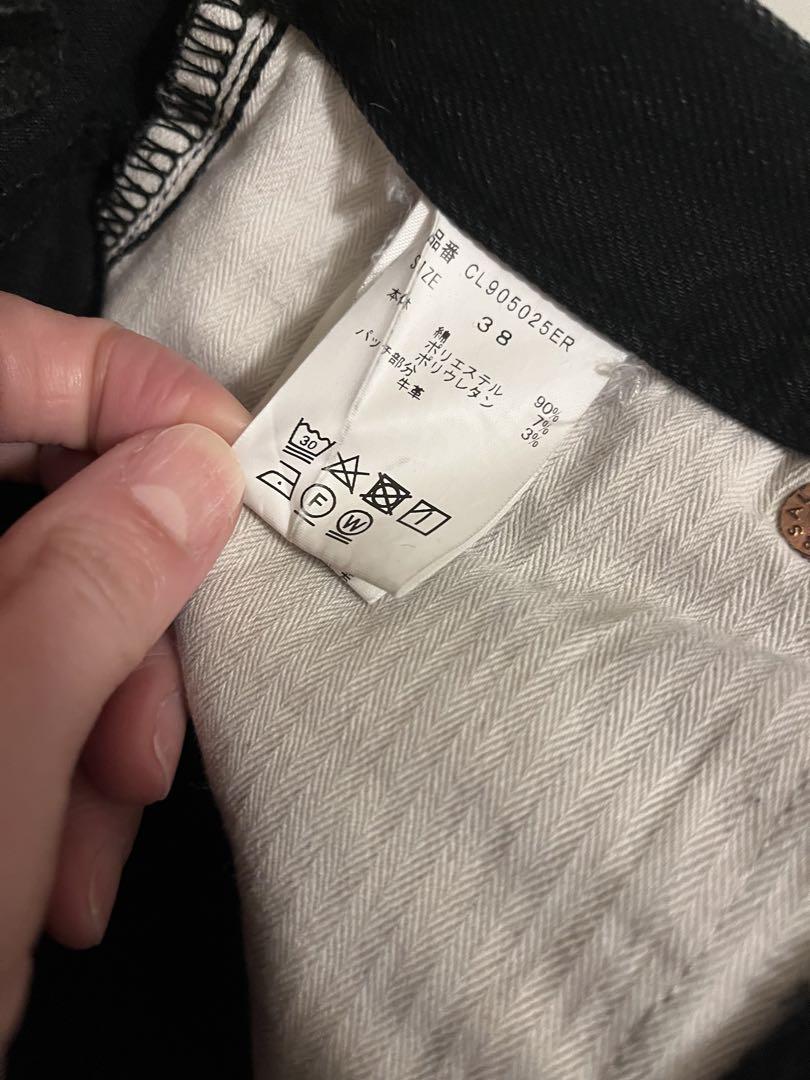 品番 CL905025ER
SIZE 38
本体 綿 90%
ポリエステル 7%
ポリウレタン 3%
パッチ部分 牛革
30
F W